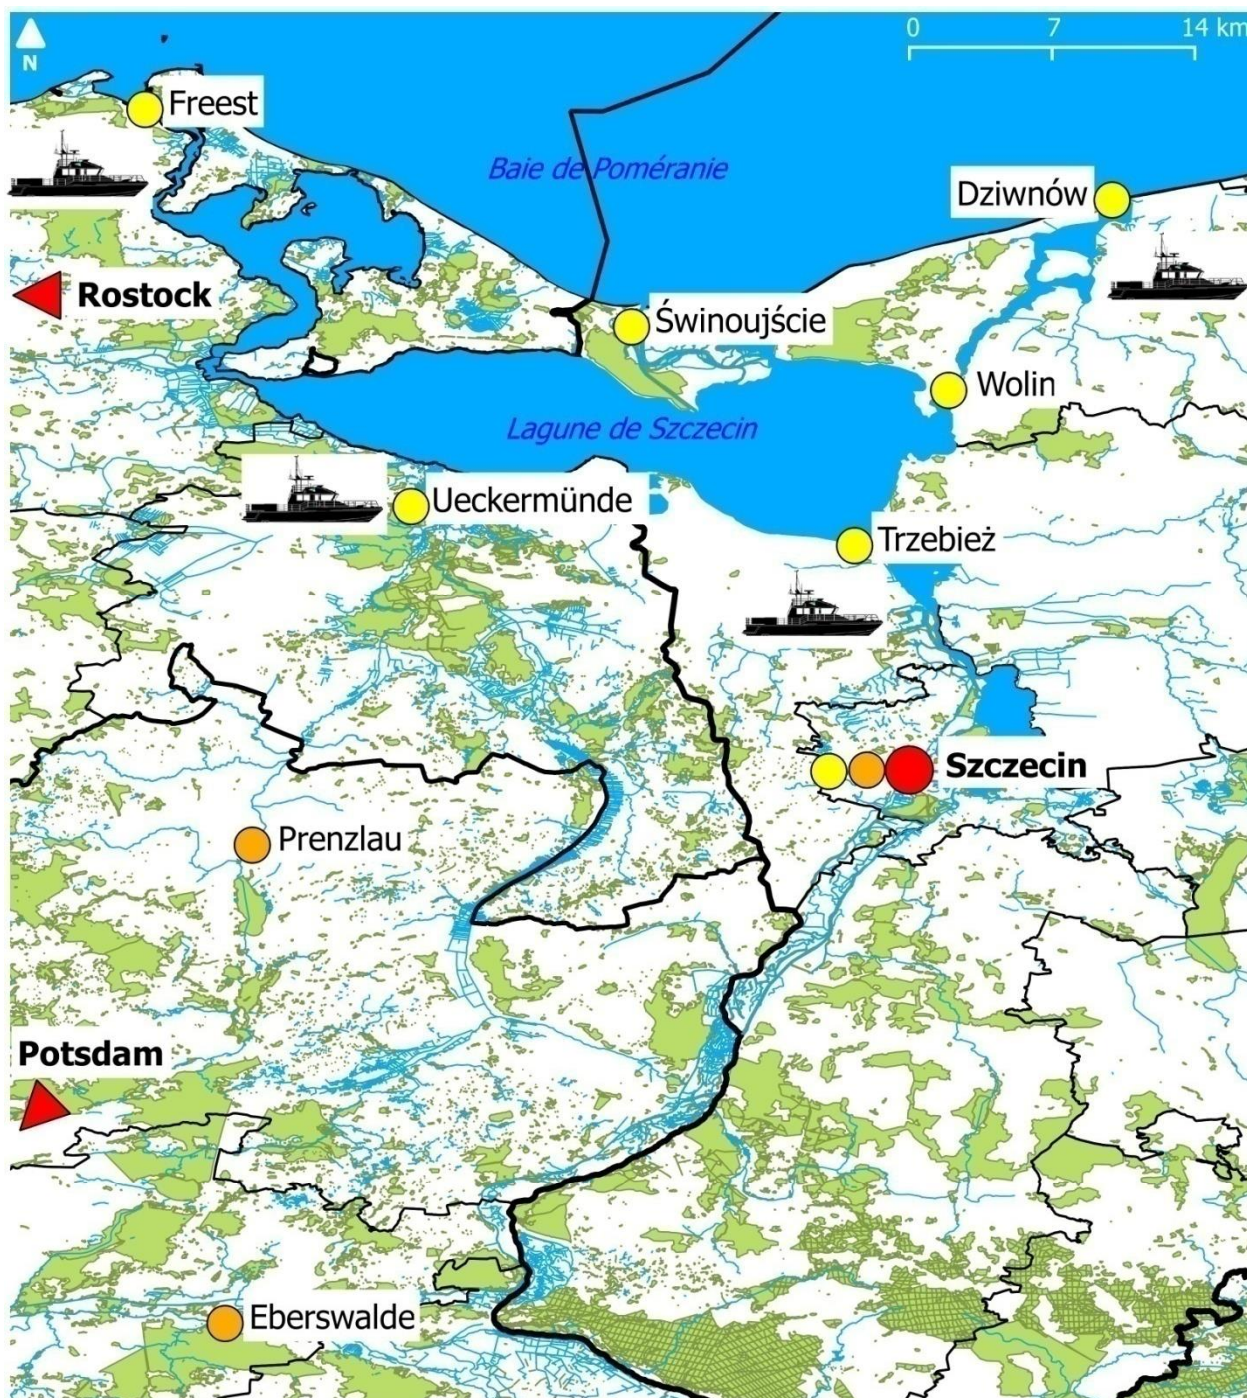 0 7 14 km
N
Freest
Baie de Poméranie
Dziwnów
Rostock
Świnoujście
Wolin
Lagune de Szczecin
Ueckermünde
Trzebież
Szczecin
Prenzlau
Potsdam
Eberswalde